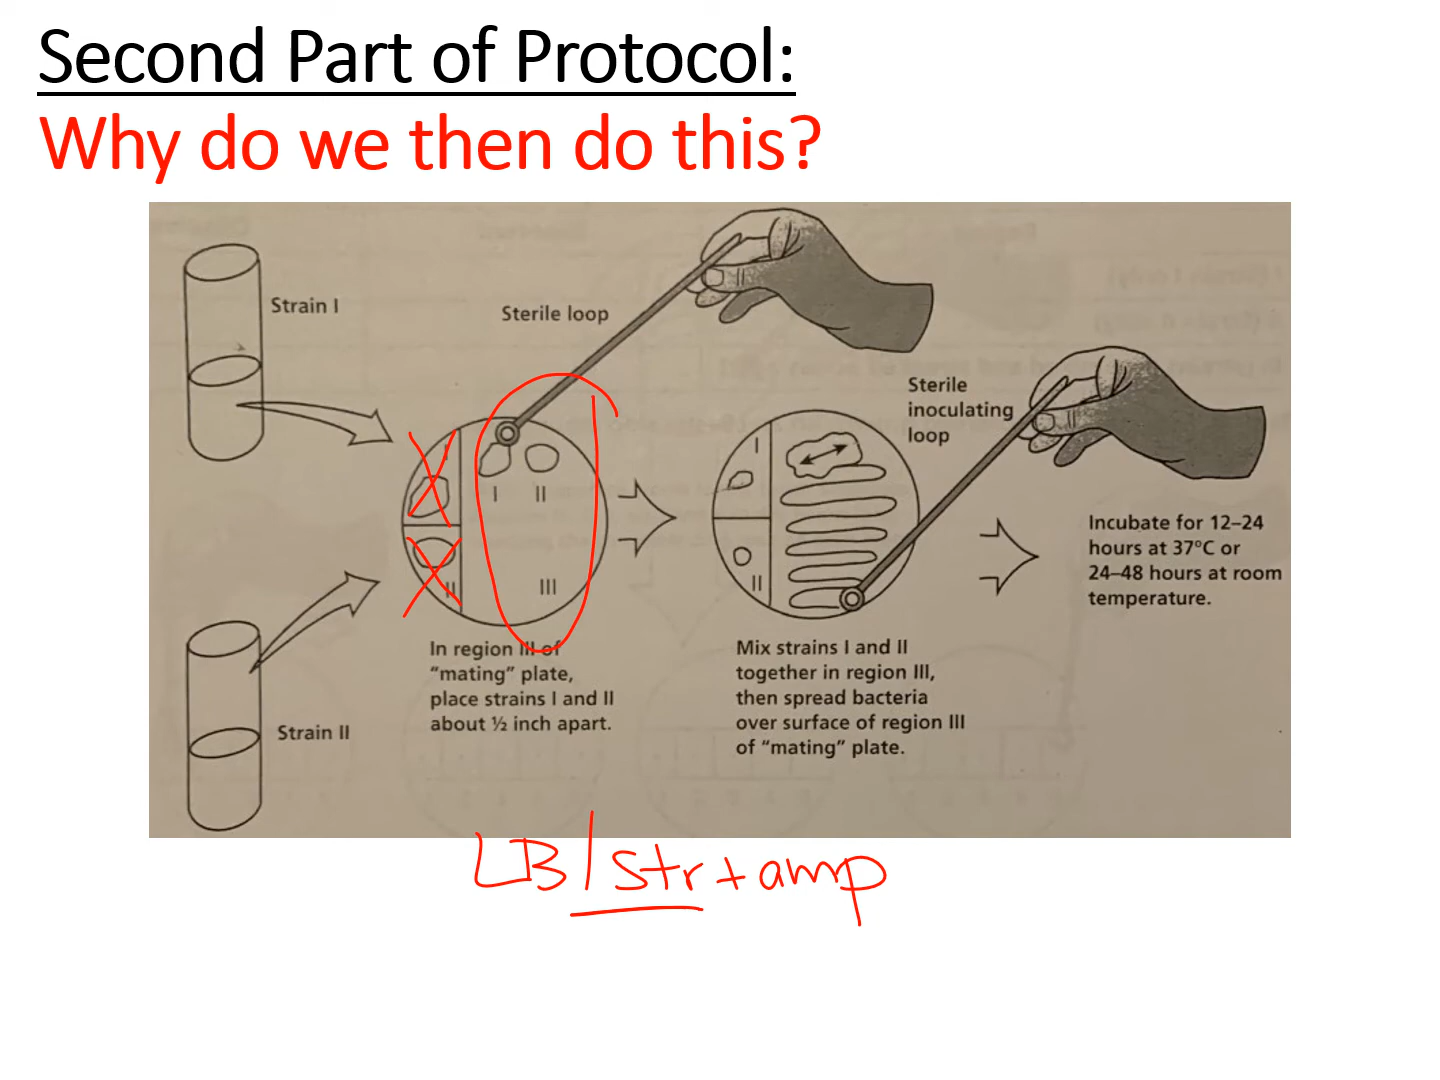 Second Part of Protocol:
Why do we then do this?
Strain I
Sterile loop
Sterile
inoculating
loop
I
I II
II
III
I
II
Incubate for 12–24
hours at 37°C or
24–48 hours at room
temperature.
In region III of
“mating” plate,
place strains I and II
about ½ inch apart.
Mix strains I and II
together in region III,
then spread bacteria
over surface of region III
of “mating” plate.
Strain II
LB/str+amp